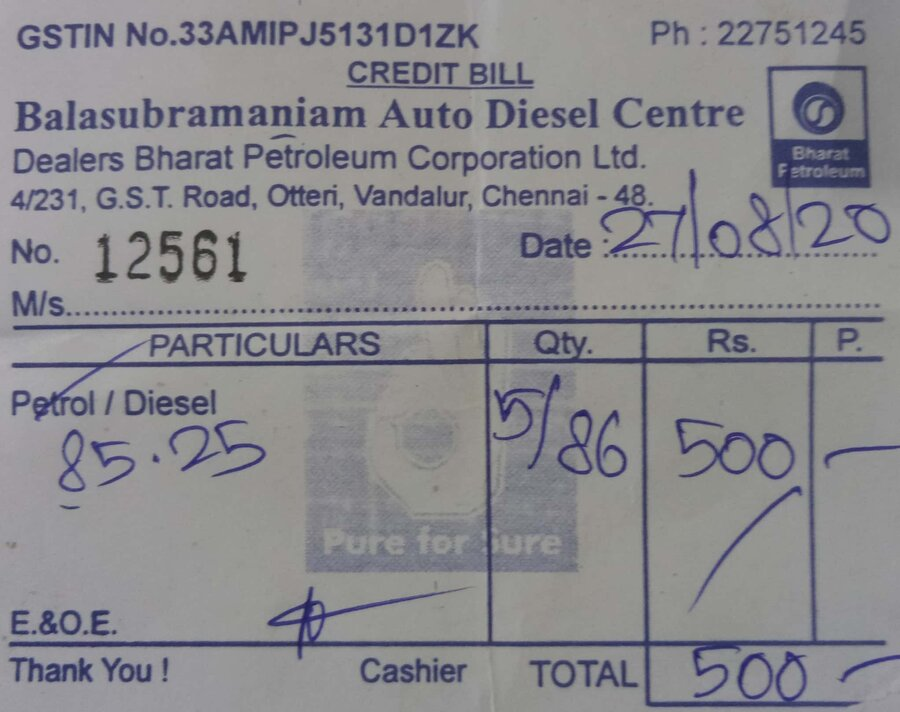 GSTIN No.33AMIPJ5131D1ZK Ph : 22751245
CREDIT BILL
Balasubramaniam Auto Diesel Centre
Dealers Bharat Petroleum Corporation Ltd.
Bharat Petroleum
4/231, G.S.T. Road, Otteri, Vandalur, Chennai - 48.
No. 12561 Date : 27/08/20
M/s.
PARTICULARS Qty. Rs. P.
Petrol / Diesel
85.25 5/86 500 —
Pure for Sure
E.&O.E.
Thank You ! Cashier TOTAL 500 —